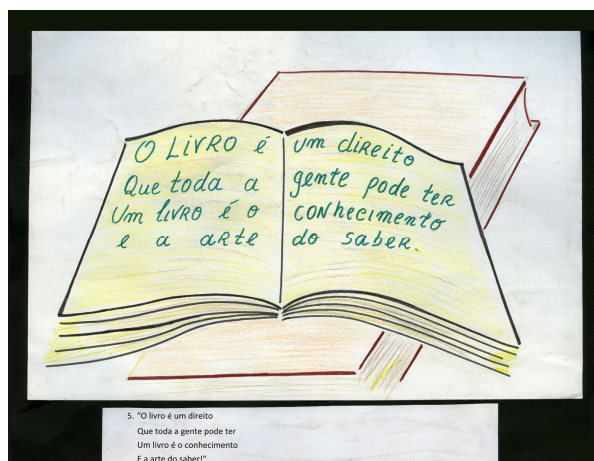 O LIVRO é um diREito
Que toda a gente pode teR
Um livRo é o conhecimento
e a aRte do sabeR.
5. "O livro é um direito
Que toda a gente pode ter
Um livro é o conhecimento
E a arte do saber!"